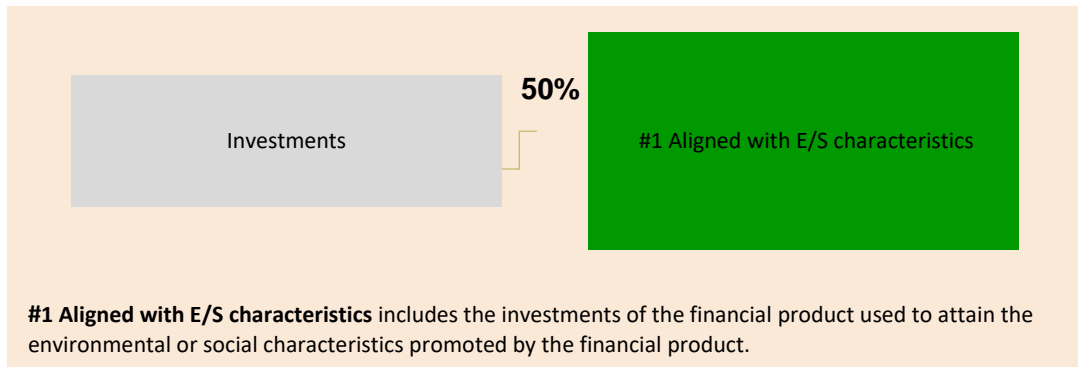 Investments
50%
#1 Aligned with E/S characteristics
#1 Aligned with E/S characteristics includes the investments of the financial product used to attain the
environmental or social characteristics promoted by the financial product.